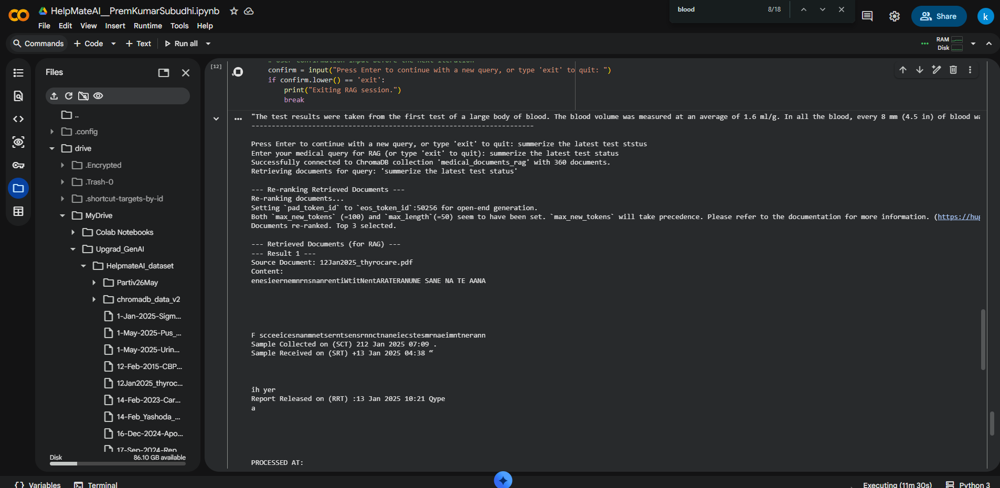 HelpMateAI__PremKumarSubudhi.ipynb
blood
8/18
File Edit View Insert Runtime Tools Help
Share
k
Commands
+ Code
+ Text
Run all
RAM
Disk
Files
..
.config
drive
.Encrypted
.Trash-0
.shortcut-targets-by-id
MyDrive
Colab Notebooks
Upgrad_GenAI
HelpmateAI_dataset
Partiv26May
chromadb_data_v2
1-Jan-2025-Sigm...
1-May-2025-Pus_...
1-May-2025-Urin...
12-Feb-2015-CBP...
12Jan2025_thyroc...
14-Feb-2023-Car...
14-Feb_Yashoda_...
16-Dec-2024-Apo...
17-Sep-2024-Rep
Disk
86.10 GB available
[12]
# User confirmation input before the next iteration
confirm = input("Press Enter to continue with a new query, or type 'exit' to quit: ")
if confirm.lower() == 'exit':
print("Exiting RAG session.")
break
"The test results were taken from the first test of a large body of blood. The blood volume was measured at an average of 1.6 ml/g. In all the blood, every 8 mm (4.5 in) of blood wa
----------------------------------------------------------------------
Press Enter to continue with a new query, or type 'exit' to quit: summerize the latest test ststus
Enter your medical query for RAG (or type 'exit' to quit): summerize the latest test status
Successfully connected to ChromaDB collection 'medical_documents_rag' with 360 documents.
Retrieving documents for query: 'summerize the latest test status'
--- Re-ranking Retrieved Documents ---
Re-ranking documents...
Setting `pad_token_id` to `eos_token_id`:50256 for open-end generation.
Both `max_new_tokens` (=100) and `max_length`(=50) seem to have been set. `max_new_tokens` will take precedence. Please refer to the documentation for more information. (https://hug
Documents re-ranked. Top 3 selected.
--- Retrieved Documents (for RAG) ---
--- Result 1 ---
Source Document: 12Jan2025_thyrocare.pdf
Content:
enesieernemnrnsnanrentiWtitNentARATERANUNE SANE NA TE AANA
F scceeicesnanmnetserntsensrnnctnaneiecstesmrnaeimntnerann
Sample Collected on (SCT) 212 Jan 2025 07:09 .
Sample Received on (SRT) +13 Jan 2025 04:38 “
ih yer
Report Released on (RRT) :13 Jan 2025 10:21 Qype
a
PROCESSED AT:
Variables
Terminal
Executing (11m 30s)
Python 3